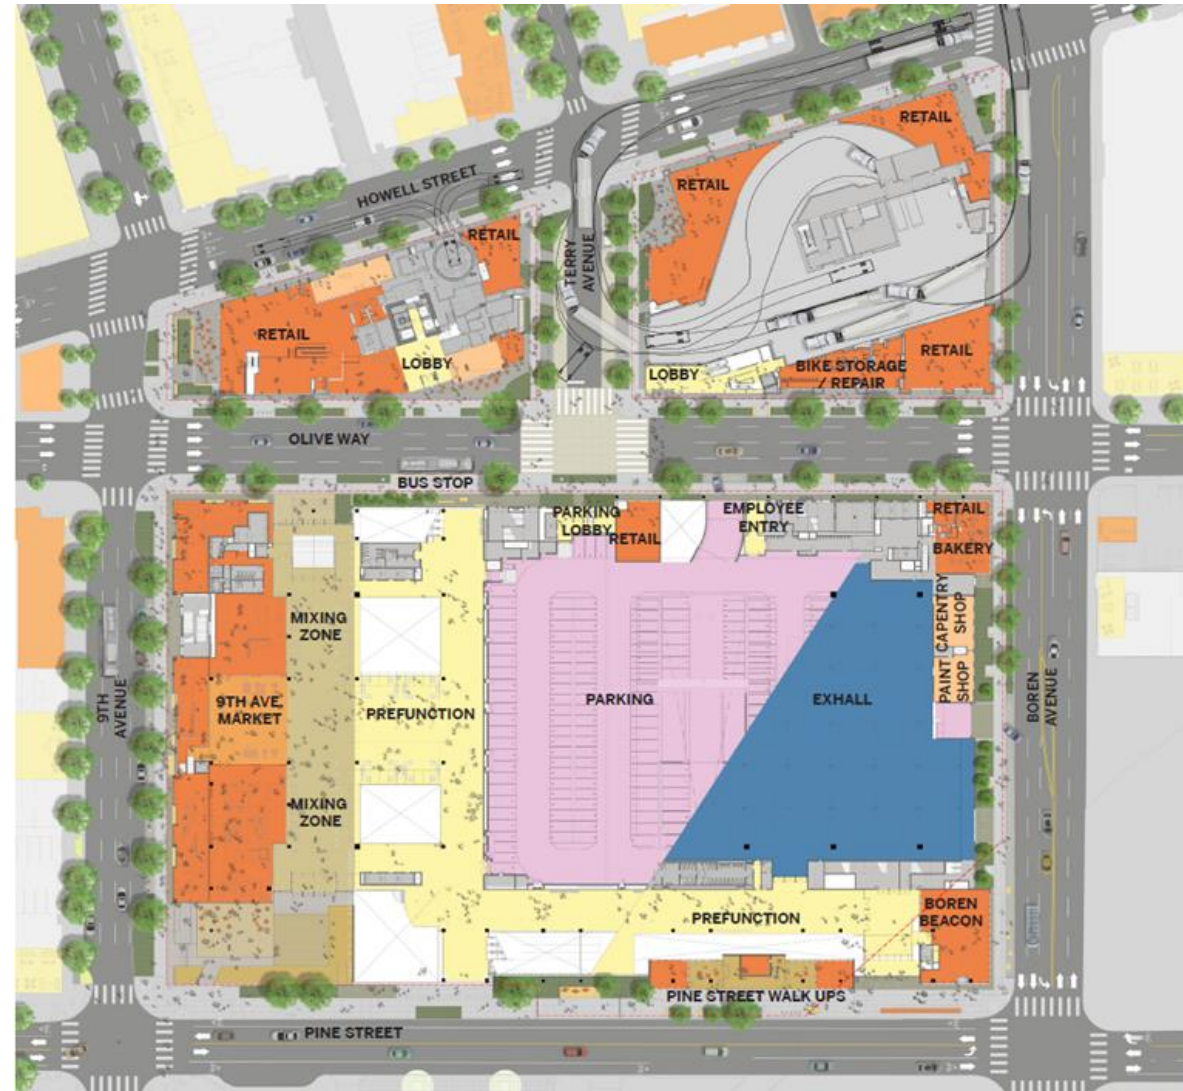 RETAIL
RETAIL
HOWELL STREET
RETAIL
TERRY
AVENUE
RETAIL
LOBBY
LOBBY
BIKE STORAGE
/ REPAIR
RETAIL
OLIVE WAY
BUS STOP
PARKING
LOBBY
RETAIL
EMPLOYEE
ENTRY
RETAIL
BAKERY
MIXING
ZONE
CAPENTRY
SHOP
PAINT
SHOP
9TH
AVENUE
9TH AVE.
MARKET
PREFUNCTION
PARKING
EXHALL
BOREN
AVENUE
MIXING
ZONE
BOREN
BEACON
PREFUNCTION
PINE STREET WALK UPS
PINE STREET